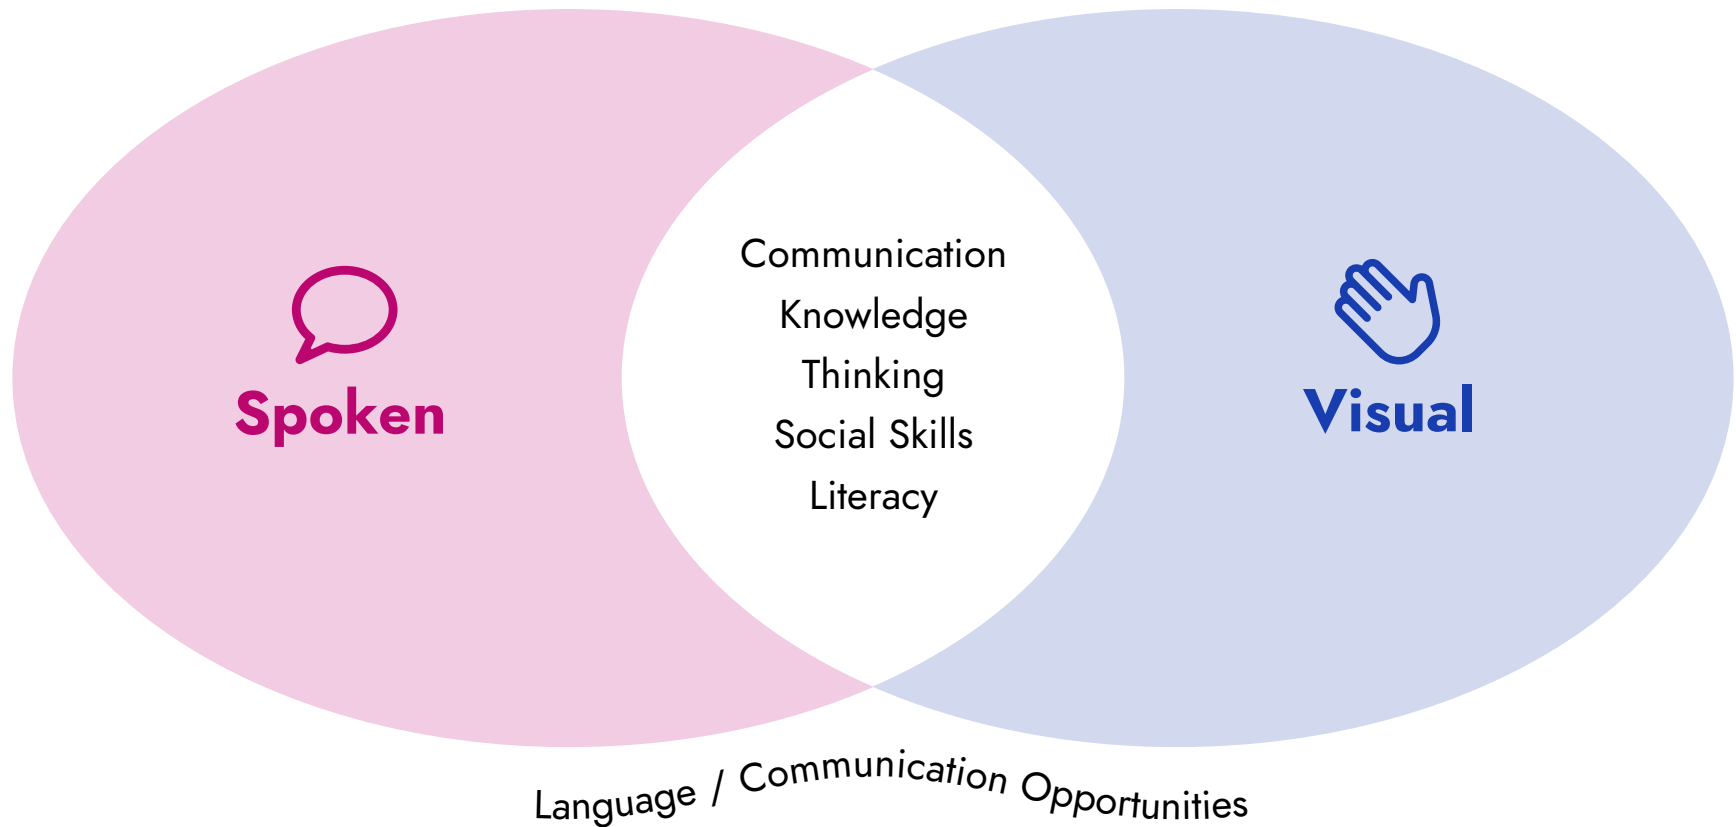 Spoken
Communication
Knowledge
Thinking
Social Skills
Literacy
Visual
Language / Communication Opportunities